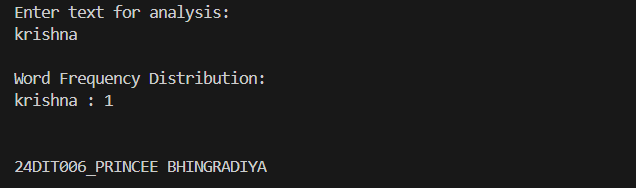 Enter text for analysis:
krishna
Word Frequency Distribution:
krishna : 1
24DIT006_PRINCEE BHINGRADIYA